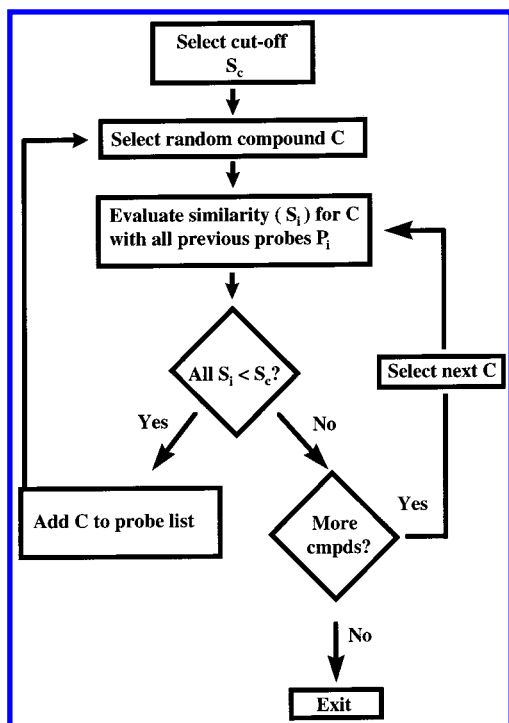 Select cut-off
Sc
Select random compound C
Evaluate similarity ( Si ) for C
with all previous probes Pi
All Si < Sc?
Select next C
Yes
No
Add C to probe list
More
cmpds?
Yes
No
Exit